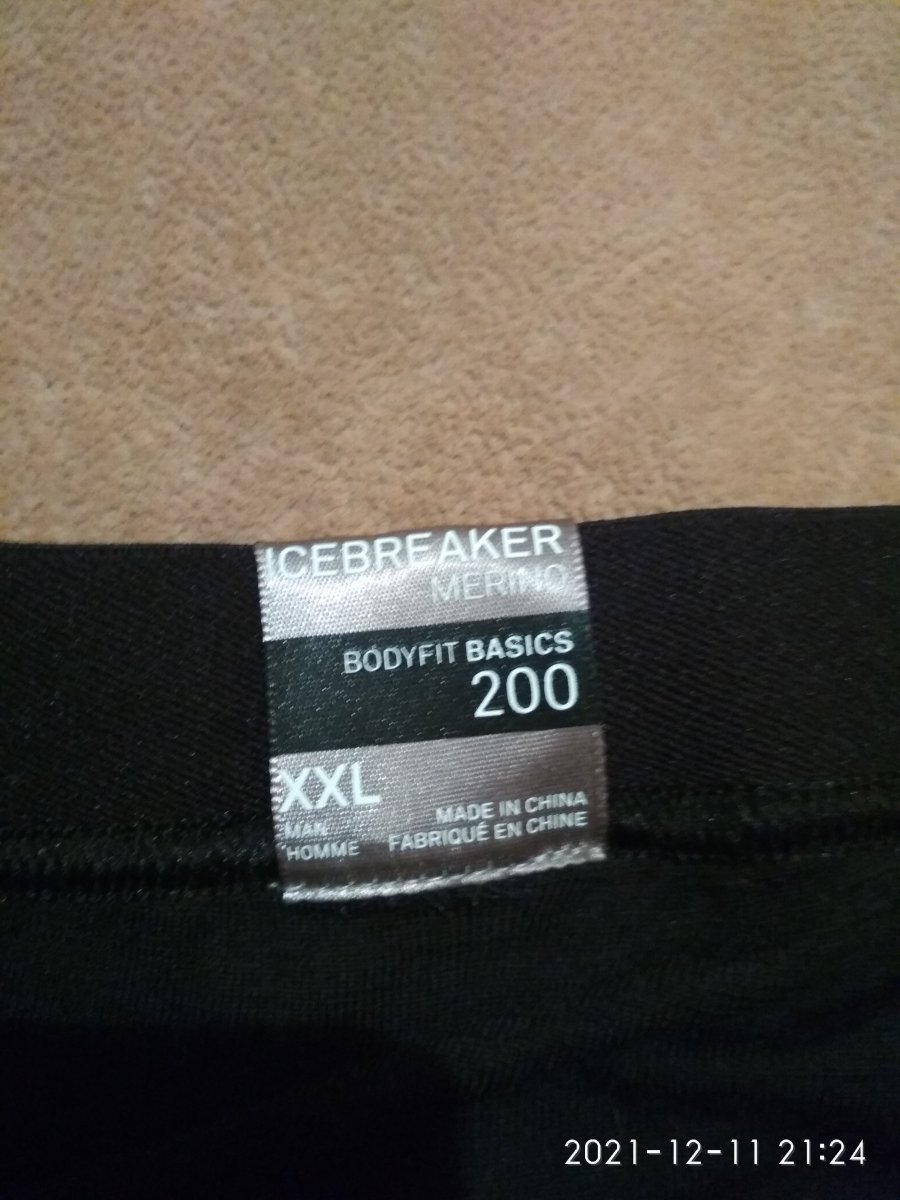 ICEBREAKER
MERINO
BODYFIT BASICS
200
XXL
MAN
HOMME
MADE IN CHINA
FABRIQUÉ EN CHINE
2021-12-11 21:24